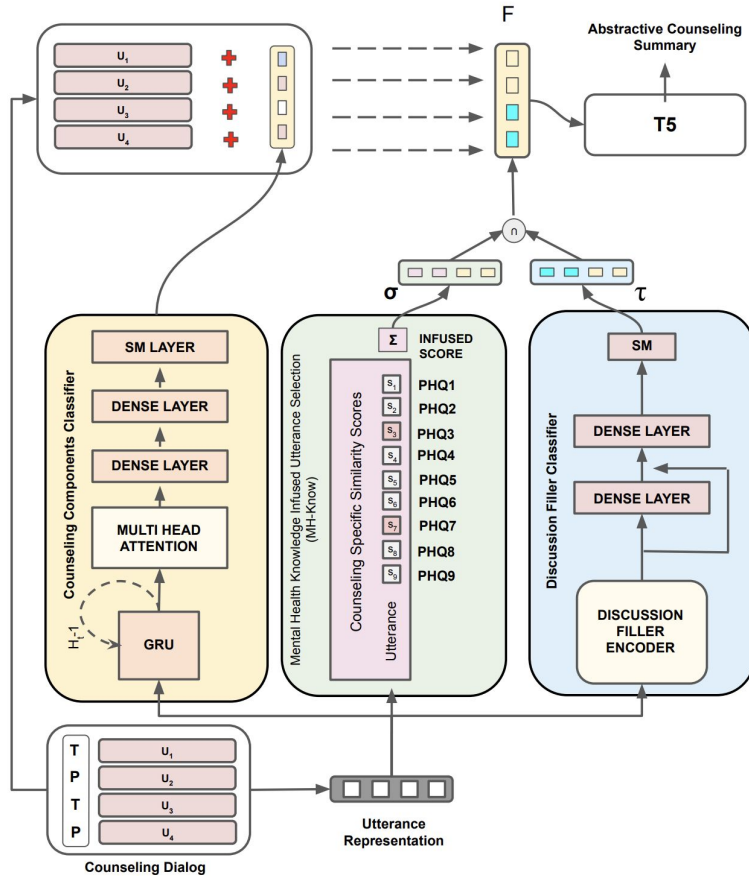 F
Abstractive Counseling
Summary
U1
U2
U3
U4
T5
∩
σ
τ
Counseling Components Classifier
SM LAYER
DENSE LAYER
DENSE LAYER
MULTI HEAD
ATTENTION
Ht-1
GRU
Mental Health Knowledge Infused Utterance Selection
(MH-Know)
Σ
INFUSED
SCORE
Counseling Specific Similarity Scores
Utterance
S1 PHQ1
S2 PHQ2
S3 PHQ3
S4 PHQ4
S5 PHQ5
S6 PHQ6
S7 PHQ7
S8 PHQ8
S9 PHQ9
Discussion Filler Classifier
SM
DENSE LAYER
DENSE LAYER
DISCUSSION
FILLER
ENCODER
T U1
P U2
T U3
P U4
Counseling Dialog
Utterance
Representation